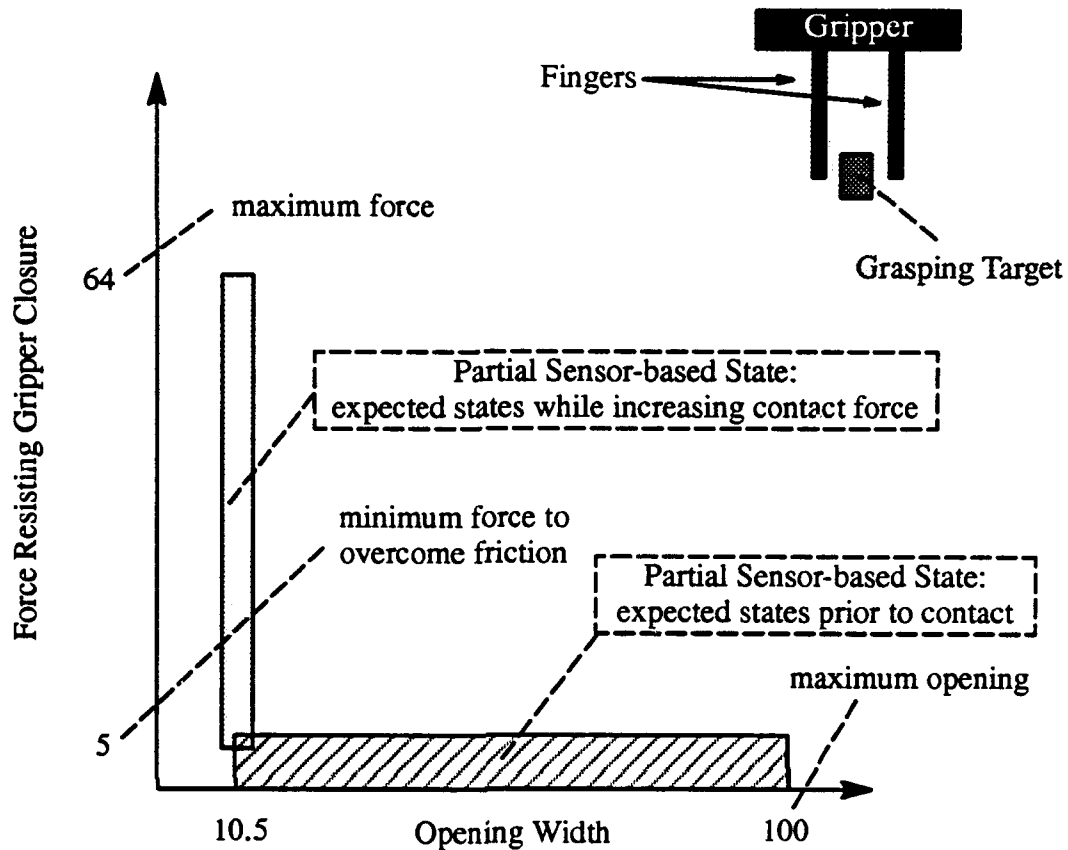 Gripper
Fingers
maximum force
Grasping Target
64
Force Resisting Gripper Closure
Partial Sensor-based State:
expected states while increasing contact force
minimum force to
overcome friction
Partial Sensor-based State:
expected states prior to contact
maximum opening
5
10.5
Opening Width
100